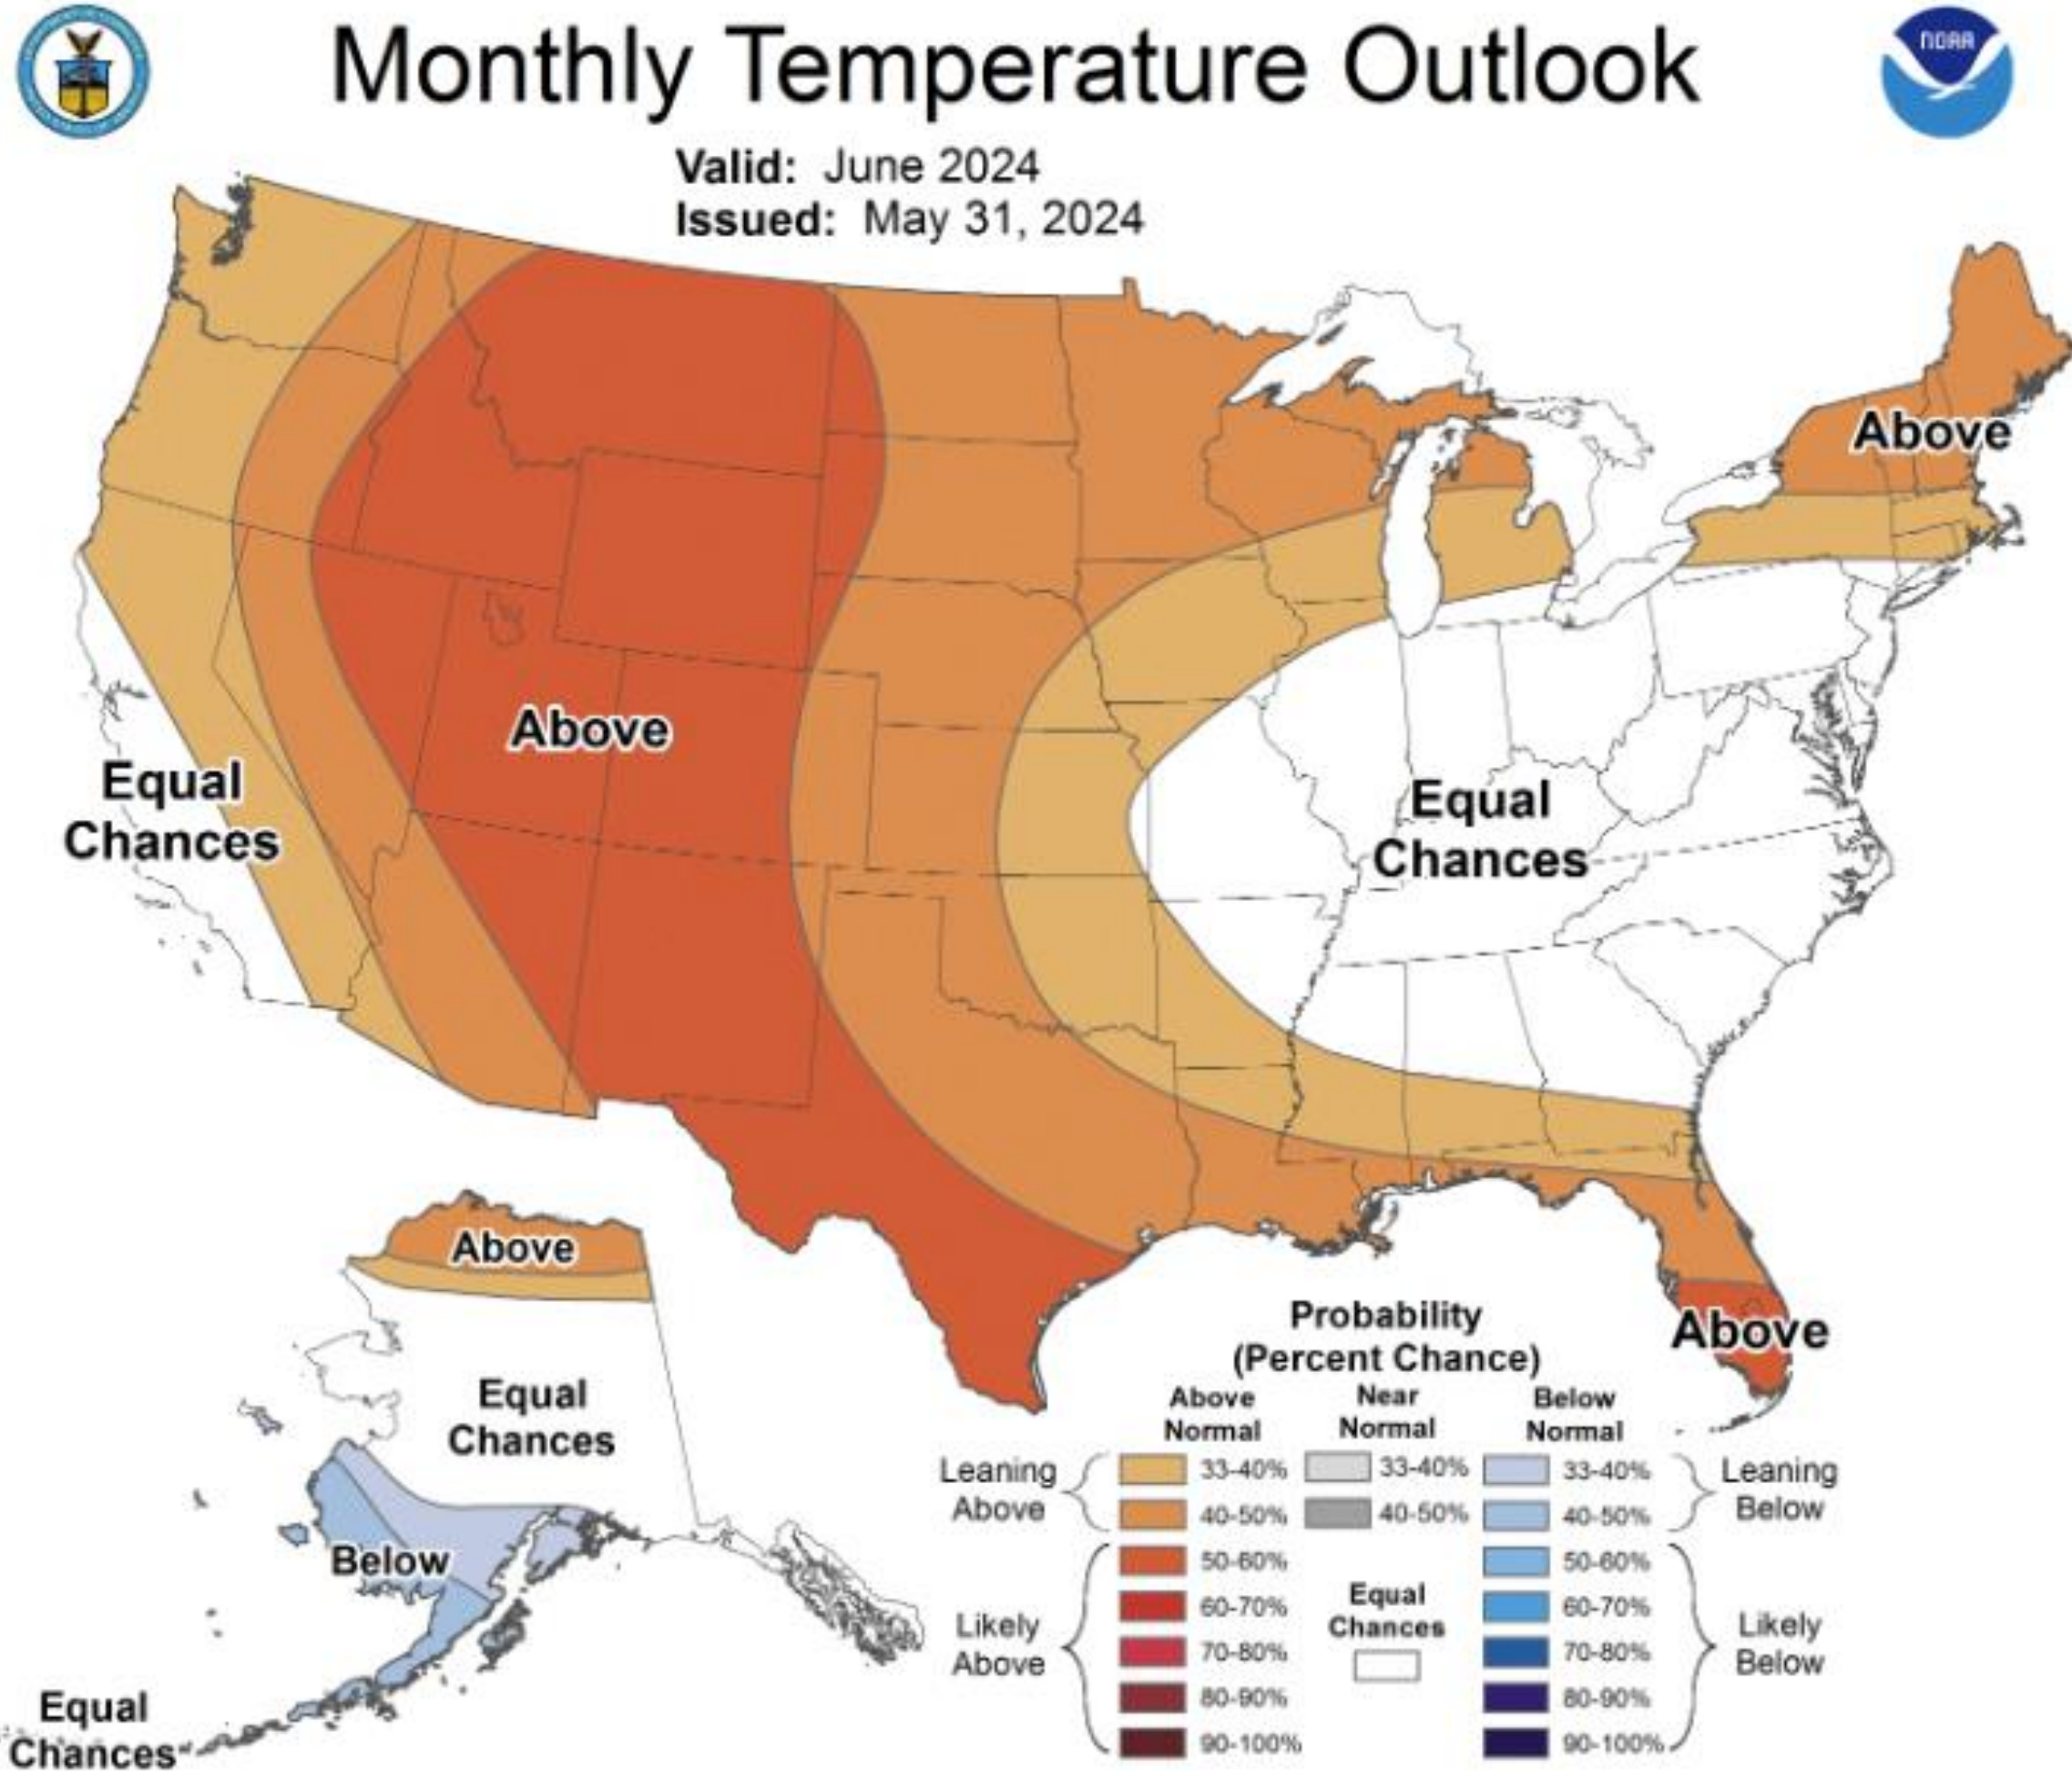 Monthly Temperature Outlook
NOAA
Valid: June 2024
Issued: May 31, 2024
Above
Above
Equal
Chances
Equal
Chances
Above
Equal
Chances
Below
Equal
Chances
Above
Probability
(Percent Chance)
Above
Normal
Near
Normal
Below
Normal
Leaning
Above
33-40%
33-40%
33-40%
Leaning
Below
40-50%
40-50%
40-50%
50-60%
50-60%
60-70%
Equal
Chances
60-70%
Likely
Above
Likely
Below
70-80%
70-80%
80-90%
80-90%
90-100%
90-100%